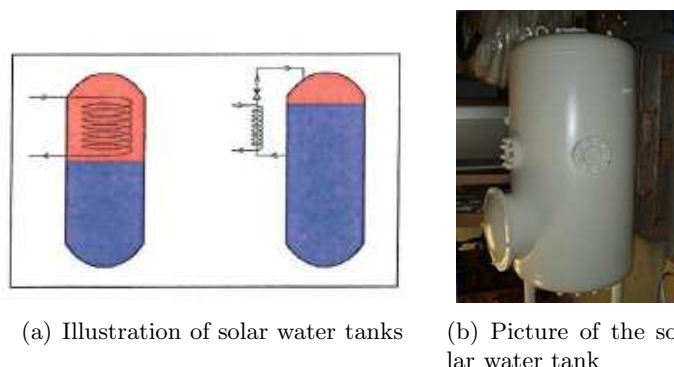 (a) Illustration of solar water tanks
(b) Picture of the so-
lar water tank